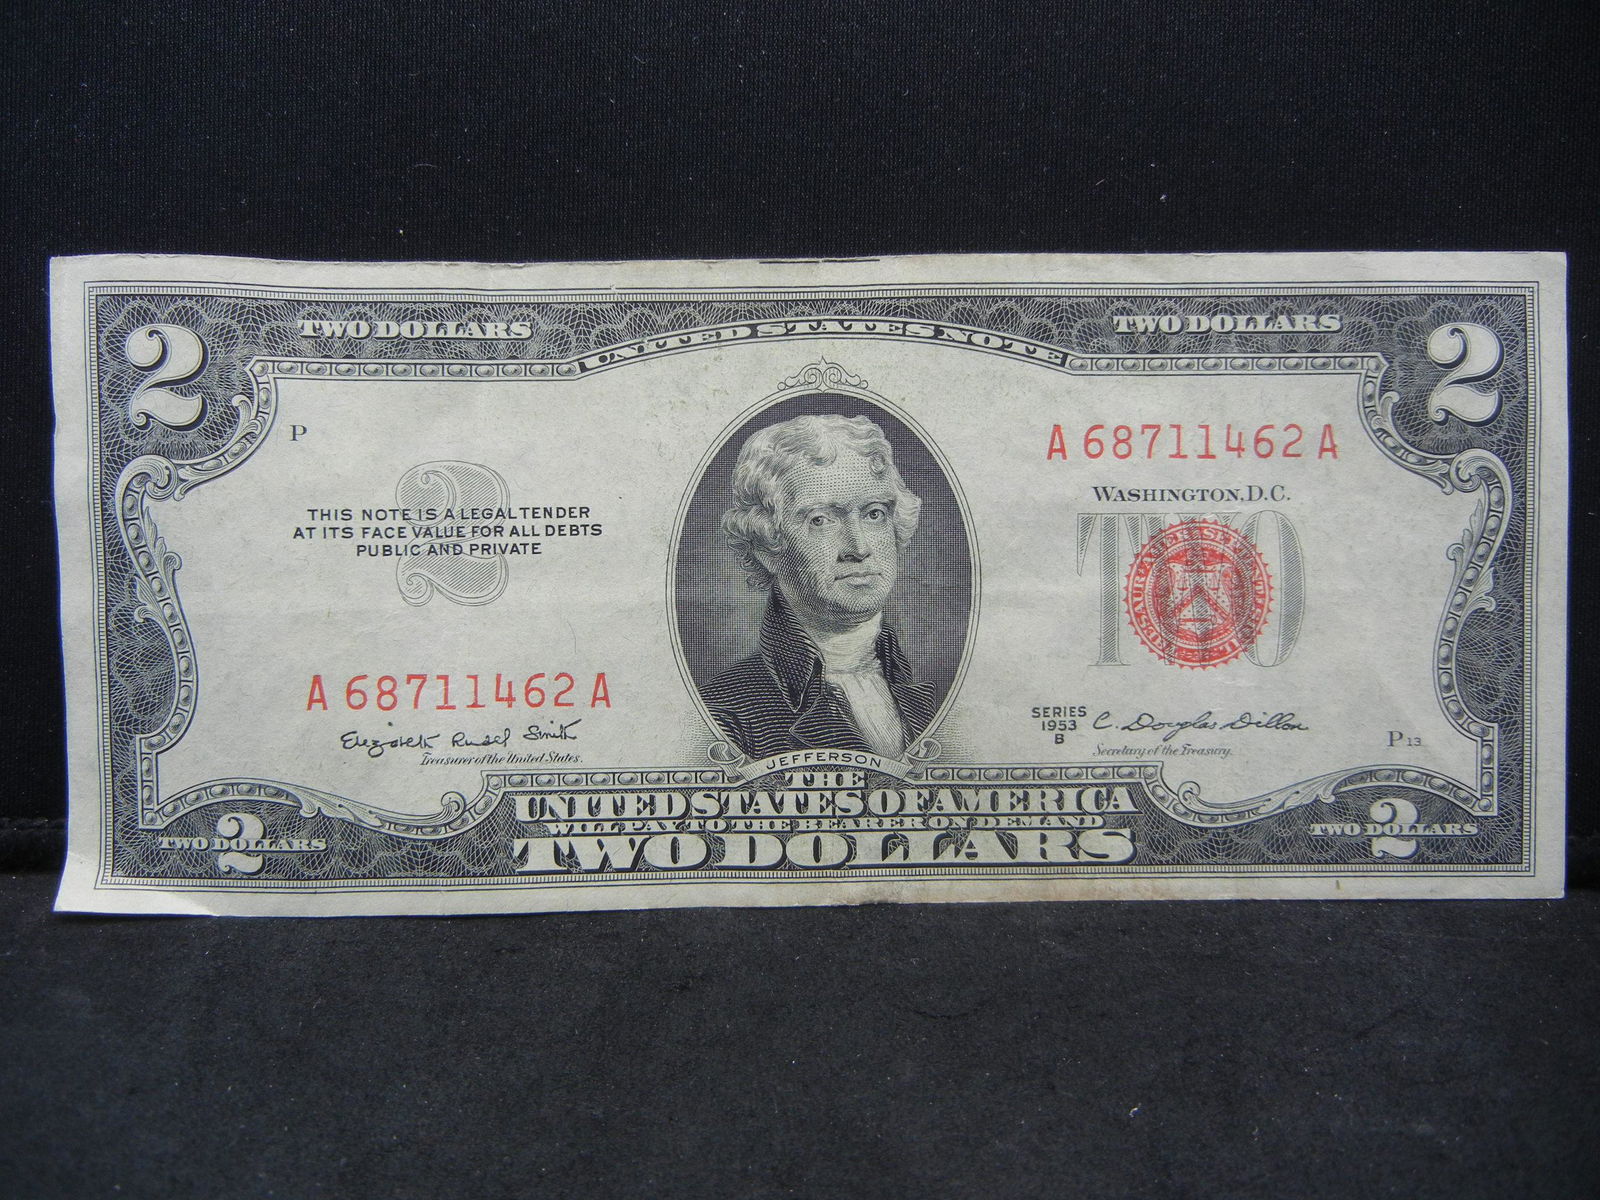 2 TWO DOLLARS UNITED STATES NOTE TWO DOLLARS 2
P
A 68711462 A
WASHINGTON, D.C.
2
THIS NOTE IS A LEGAL TENDER
AT ITS FACE VALUE FOR ALL DEBTS
PUBLIC AND PRIVATE
TWO
A 68711462 A
Elizabeth Rudel Smith
Treasurer of the United States.
SERIES
1953
B
C. Douglas Dillon
Secretary of the Treasury.
P 13
JEFFERSON
THE
UNITED STATES OF AMERICA
WILL PAY TO THE BEARER ON DEMAND
TWO DOLLARS
TWO 2 DOLLARS
TWO 2 DOLLARS